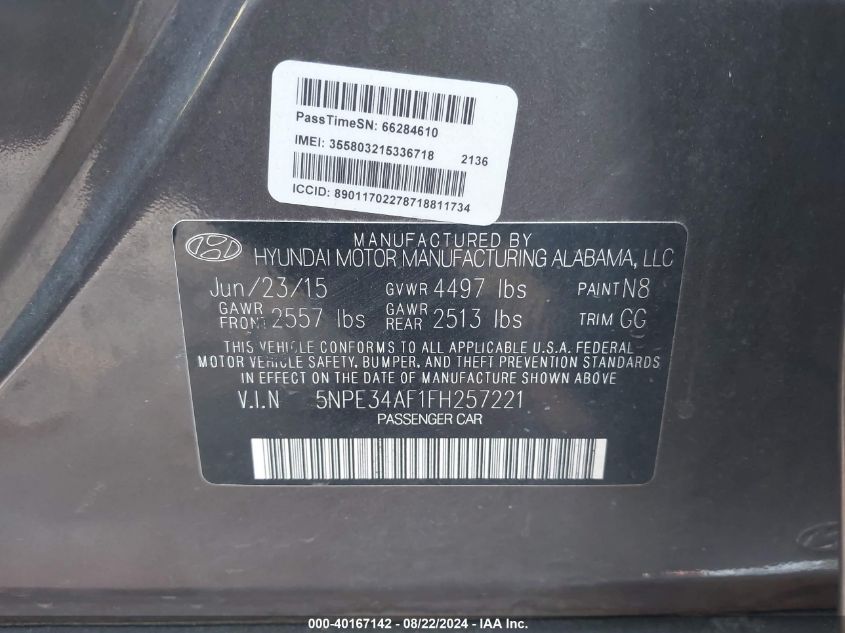 PassTimeSN: 66284610
IMEI: 355803215336718 2136
ICCID: 89011702278718811734
MANUFACTURED BY
HYUNDAI MOTOR MANUFACTURING ALABAMA, LLC
Jun/23/15 GVWR 4497 lbs PAINT N8
GAWR FRONT 2557 lbs GAWR REAR 2513 lbs TRIM GG
THIS VEHICLE CONFORMS TO ALL APPLICABLE U.S.A. FEDERAL
MOTOR VEHICLE SAFETY, BUMPER, AND THEFT PREVENTION STANDARDS
IN EFFECT ON THE DATE OF MANUFACTURE SHOWN ABOVE
V.I.N 5NPE34AF1FH257221
PASSENGER CAR
000-40167142 - 08/22/2024 - IAA Inc.